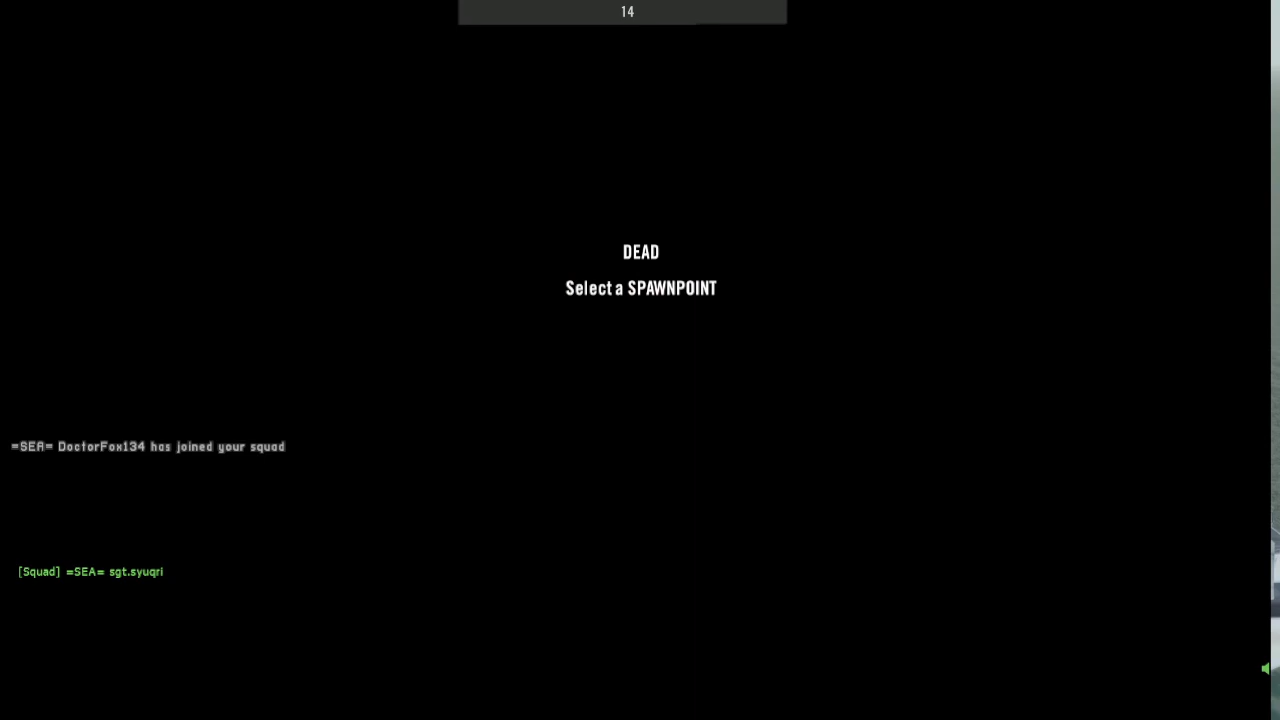 14
DEAD
Select a SPAWNPOINT
=SEA= DoctorFox134 has joined your squad
[Squad] =SEA= sgt.syuqri